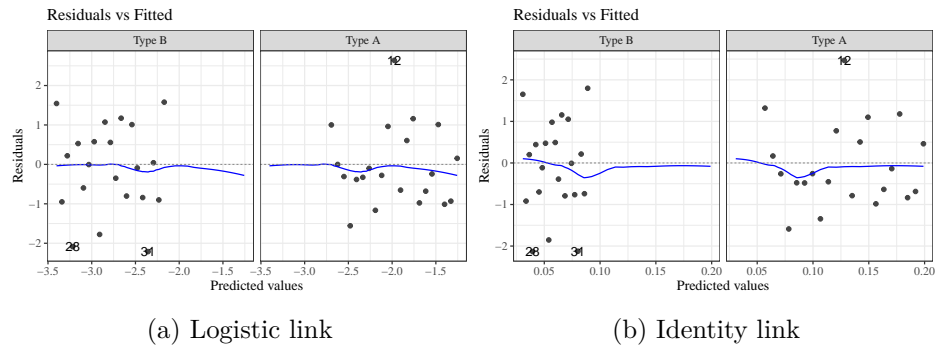 Residuals vs Fitted
Type B
Type A
Residuals
2
1
0
−1
−2
12
28
31
−3.5 −3.0 −2.5 −2.0 −1.5 −3.5 −3.0 −2.5 −2.0 −1.5
Predicted values
(a) Logistic link
Residuals vs Fitted
Type B
Type A
Residuals
2
1
0
−1
−2
12
28
31
0.05 0.10 0.15 0.20 0.05 0.10 0.15 0.20
Predicted values
(b) Identity link